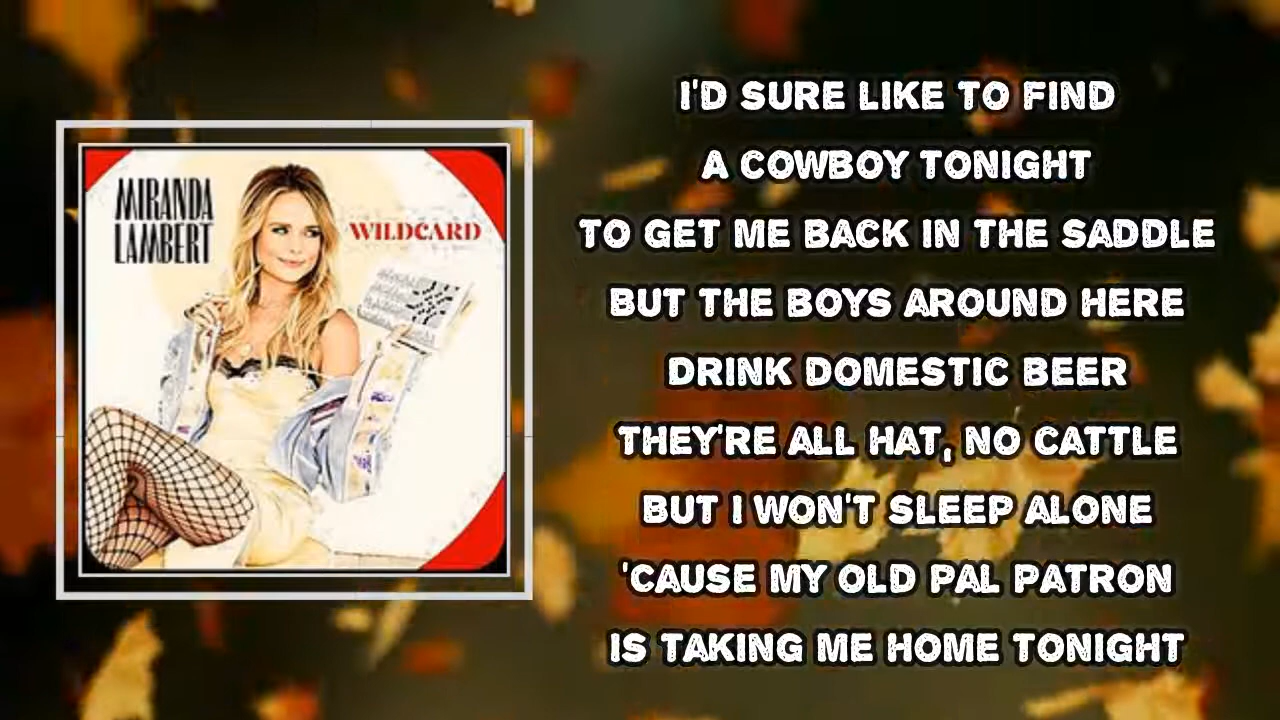 MIRANDA
LAMBERT
WILDCARD
I'D SURE LIKE TO FIND
A COWBOY TONIGHT
TO GET ME BACK IN THE SADDLE
BUT THE BOYS AROUND HERE
DRINK DOMESTIC BEER
THEY'RE ALL HAT, NO CATTLE
BUT I WON'T SLEEP ALONE
'CAUSE MY OLD PAL PATRON
IS TAKING ME HOME TONIGHT